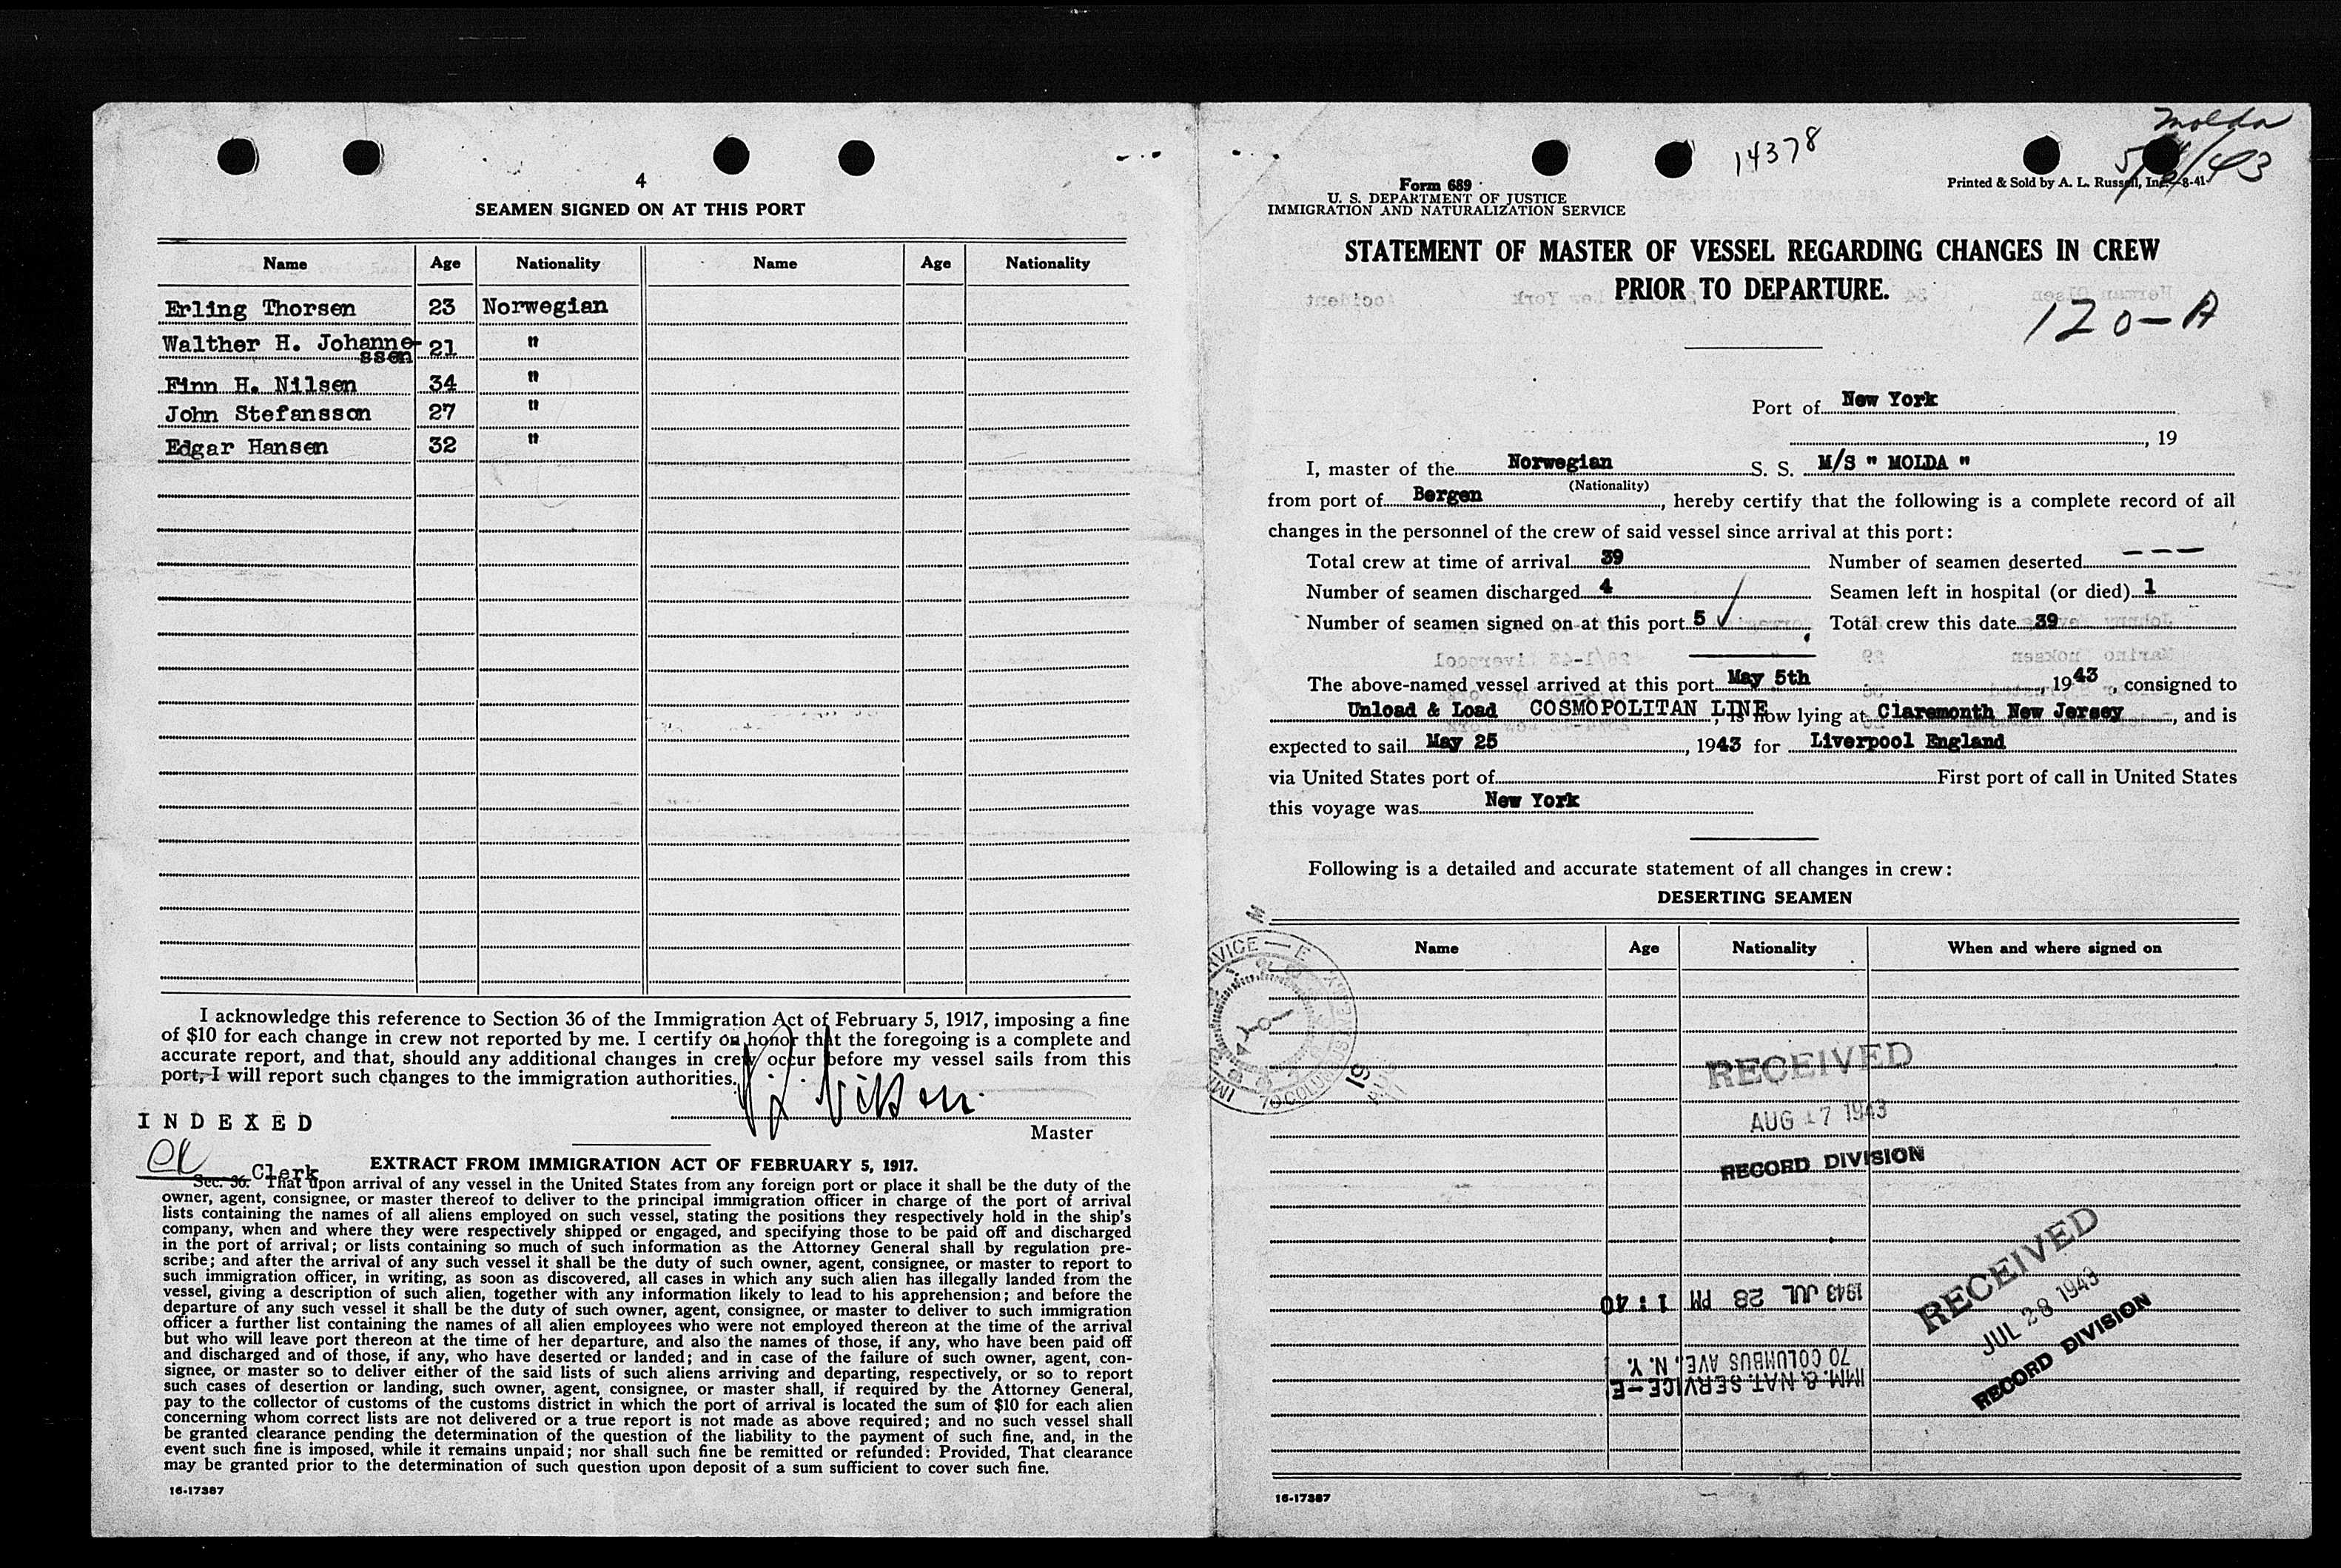 4
SEAMEN SIGNED ON AT THIS PORT
Name Age Nationality Name Age Nationality
Erling Thorsen 23 Norwegian
Walther H. Johanne-
ssen 21 "
Finn H. Nilsen 34 "
John Stefansson 27 "
Edgar Hansen 32 "
I acknowledge this reference to Section 36 of the Immigration Act of February 5, 1917, imposing a fine
of $10 for each change in crew not reported by me. I certify on honor that the foregoing is a complete and
accurate report, and that, should any additional changes in crew occur before my vessel sails from this
port, I will report such changes to the immigration authorities.
Master
INDEXED
Clerk
EXTRACT FROM IMMIGRATION ACT OF FEBRUARY 5, 1917.
Sec. 36. That upon arrival of any vessel in the United States from any foreign port or place it shall be the duty of the
owner, agent, consignee, or master thereof to deliver to the principal immigration officer in charge of the port of arrival
lists containing the names of all aliens employed on such vessel, stating the positions they respectively hold in the ship's
company, when and where they were respectively shipped or engaged, and specifying those to be paid off and discharged
in the port of arrival; or lists containing so much of such information as the Attorney General shall by regulation pre-
scribe; and after the arrival of any such vessel it shall be the duty of such owner, agent, consignee, or master to report to
such immigration officer, in writing, as soon as discovered, all cases in which any such alien has illegally landed from the
vessel, giving a description of such alien, together with any information likely to lead to his apprehension; and before the
departure of any such vessel it shall be the duty of such owner, agent, consignee, or master to deliver to such immigration
officer a further list containing the names of all alien employees who were not employed thereon at the time of the arrival
but who will leave port thereon at the time of her departure, and also the names of those, if any, who have been paid off
and discharged and of those, if any, who have deserted or landed; and in case of the failure of such owner, agent, con-
signee, or master so to deliver either of the said lists of such aliens arriving and departing, respectively, or so to report
such cases of desertion or landing, such owner, agent, consignee, or master shall, if required by the Attorney General,
pay to the collector of customs of the customs district in which the port of arrival is located the sum of $10 for each alien
concerning whom correct lists are not delivered or a true report is not made as above required; and no such vessel shall
be granted clearance pending the determination of the question of the liability to the payment of such fine, and, in the
event such fine is imposed, while it remains unpaid; nor shall such fine be remitted or refunded: Provided, That clearance
may be granted prior to the determination of such question upon deposit of a sum sufficient to cover such fine.
16-17387
Molda
14378
Form 689
U. S. DEPARTMENT OF JUSTICE
IMMIGRATION AND NATURALIZATION SERVICE
Printed & Sold by A. L. Russell, Inc.—8-41
STATEMENT OF MASTER OF VESSEL REGARDING CHANGES IN CREW
PRIOR TO DEPARTURE.
120-A
Port of New York
, 19
I, master of the Norwegian S. S. M/S " MOLDA "
(Nationality)
from port of Bergen, hereby certify that the following is a complete record of all
changes in the personnel of the crew of said vessel since arrival at this port:
Total crew at time of arrival 39 Number of seamen deserted - - -
Number of seamen discharged 4 Seamen left in hospital (or died) 1
Number of seamen signed on at this port 5 ✓ Total crew this date 39
The above-named vessel arrived at this port May 5th, 1943, consigned to
Unload & Load COSMOPOLITAN LINE, is now lying at Claremonth New Jersey, and is
expected to sail May 25, 1943 for Liverpool England
via United States port of First port of call in United States
this voyage was New York
Following is a detailed and accurate statement of all changes in crew:
DESERTING SEAMEN
Name Age Nationality When and where signed on
RECEIVED
AUG 17 1943
RECORD DIVISION
1943 JUL 28 PM 1:40
IMM. & NAT. SERVICE-E
70 COLUMBUS AVE., N. Y.
RECEIVED
JUL 28 1943
RECORD DIVISION
16-17387